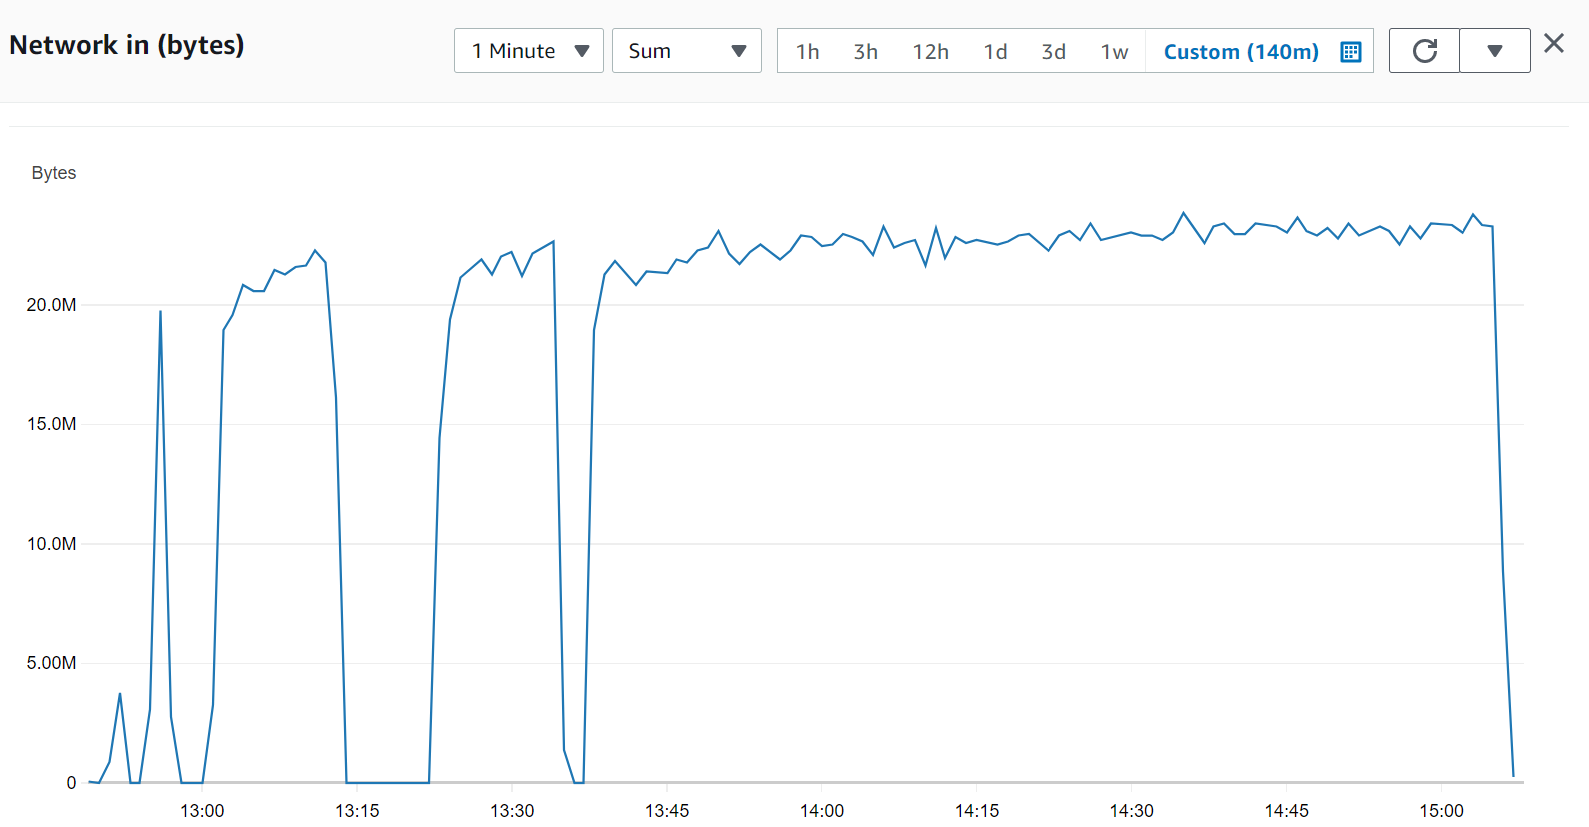 Network in (bytes)
1 Minute
Sum
1h 3h 12h 1d 3d 1w Custom (140m)
Bytes
20.0M
15.0M
10.0M
5.00M
0
13:00 13:15 13:30 13:45 14:00 14:15 14:30 14:45 15:00